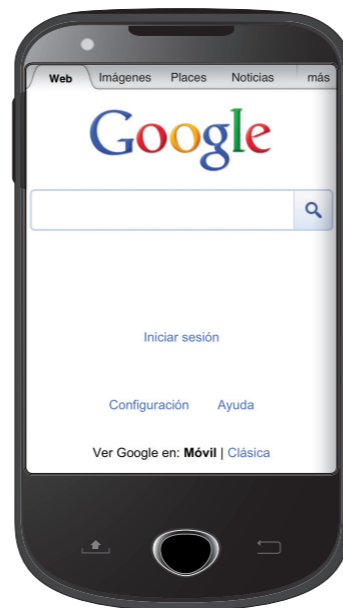 Web Imágenes Places Noticias más
Google
Iniciar sesión
Configuración Ayuda
Ver Google en: Móvil | Clásica